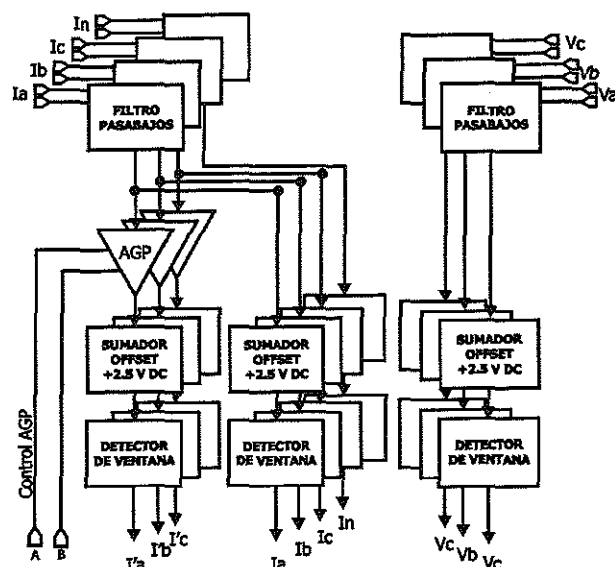 In
Ic
Ib
Ia
FILTRO
PASABAJOS
Vc
Vb
Va
FILTRO
PASABAJOS
AGP
SUMADOR
OFFSET
+2.5 V DC
SUMADOR
OFFSET
+2.5 V DC
SUMADOR
OFFSET
+2.5 V DC
DETECTOR
DE VENTANA
DETECTOR
DE VENTANA
DETECTOR
DE VENTANA
Control AGP
A
B
I'a
I'b
I'c
Ia
Ib
Ic
In
Vc
Vb
Vc